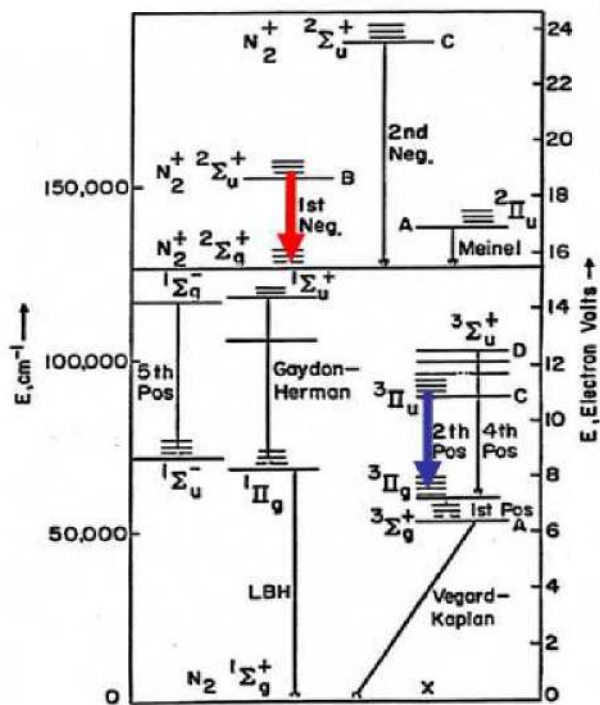 24
22
20
18
16
14
12
10
8
6
4
2
0
E, Electron Volts →
150,000
100,000
50,000
0
E, cm⁻¹ →
N₂⁺ ²Σᵤ⁺ C
2nd
Neg.
N₂⁺ ²Σᵤ⁺ B
1st
Neg.
A ²Πᵤ
Meinel
N₂⁺ ²Σg⁺
¹Σg⁻
¹Σᵤ⁺
5th
Pos
Gaydon–
Herman
³Σᵤ⁺
D
³Πᵤ C
2th
Pos
4th
Pos
¹Σᵤ⁻
¹Πg
³Πg
1st Pos
³Σg⁺ A
LBH
Vegard–
Kaplan
N₂ ¹Σg⁺
X